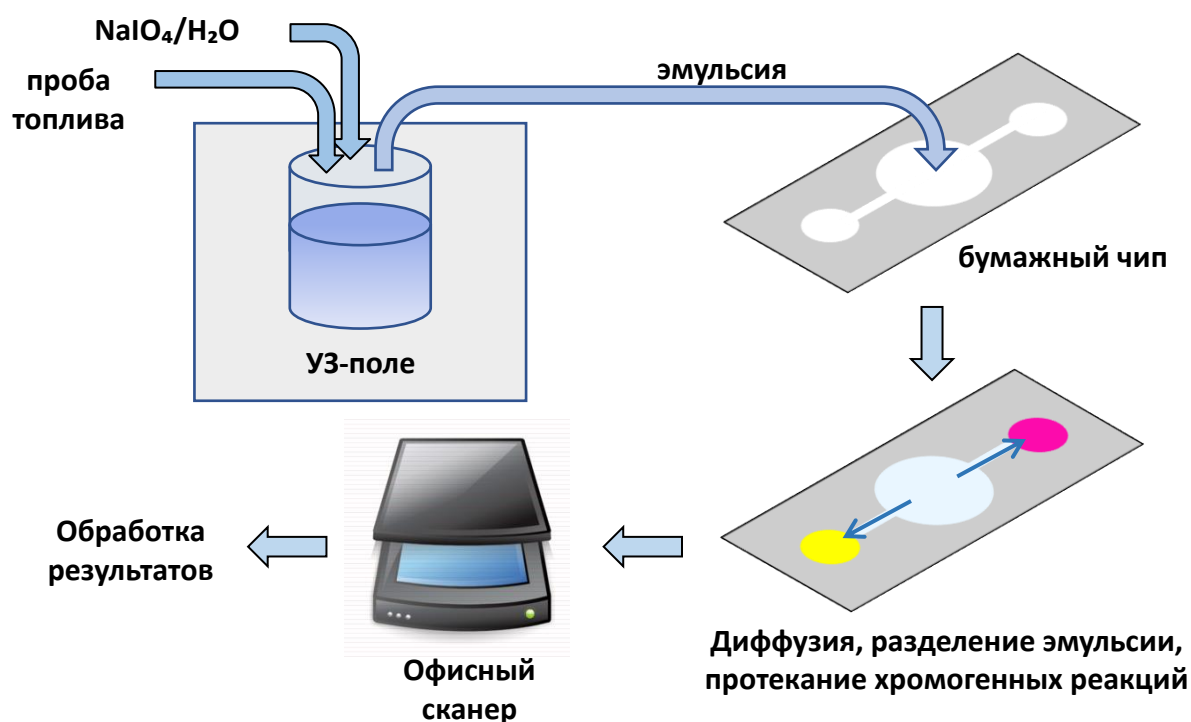 NaIO₄/H₂O
проба
топлива
эмульсия
бумажный чип
УЗ-поле
Обработка
результатов
Офисный
сканер
Диффузия, разделение эмульсии,
протекание хромогенных реакций